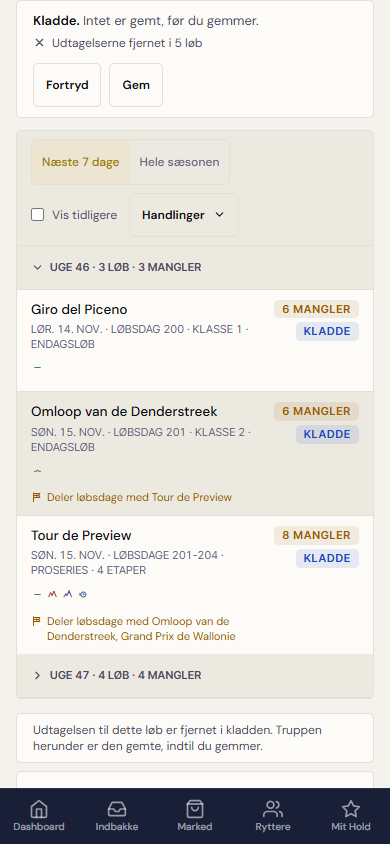 Kladde. Intet er gemt, før du gemmer.
× Udtagelserne fjernet i 5 løb
Fortryd
Gem
Næste 7 dage
Hele sæsonen
Vis tidligere
Handlinger
UGE 46 · 3 LØB · 3 MANGLER
Giro del Piceno
6 MANGLER
LØR. 14. NOV. · LØBSDAG 200 · KLASSE 1 ·
ENDAGSLØB
KLADDE
Omloop van de Denderstreek
6 MANGLER
SØN. 15. NOV. · LØBSDAG 201 · KLASSE 2 ·
ENDAGSLØB
KLADDE
Deler løbsdage med Tour de Preview
Tour de Preview
8 MANGLER
SØN. 15. NOV. · LØBSDAGE 201–204 ·
PROSERIES · 4 ETAPER
KLADDE
Deler løbsdage med Omloop van de
Denderstreek, Grand Prix de Wallonie
UGE 47 · 4 LØB · 4 MANGLER
Udtagelsen til dette løb er fjernet i kladden. Truppen
herunder er den gemte, indtil du gemmer.
Dashboard
Indbakke
Marked
Ryttere
Mit Hold